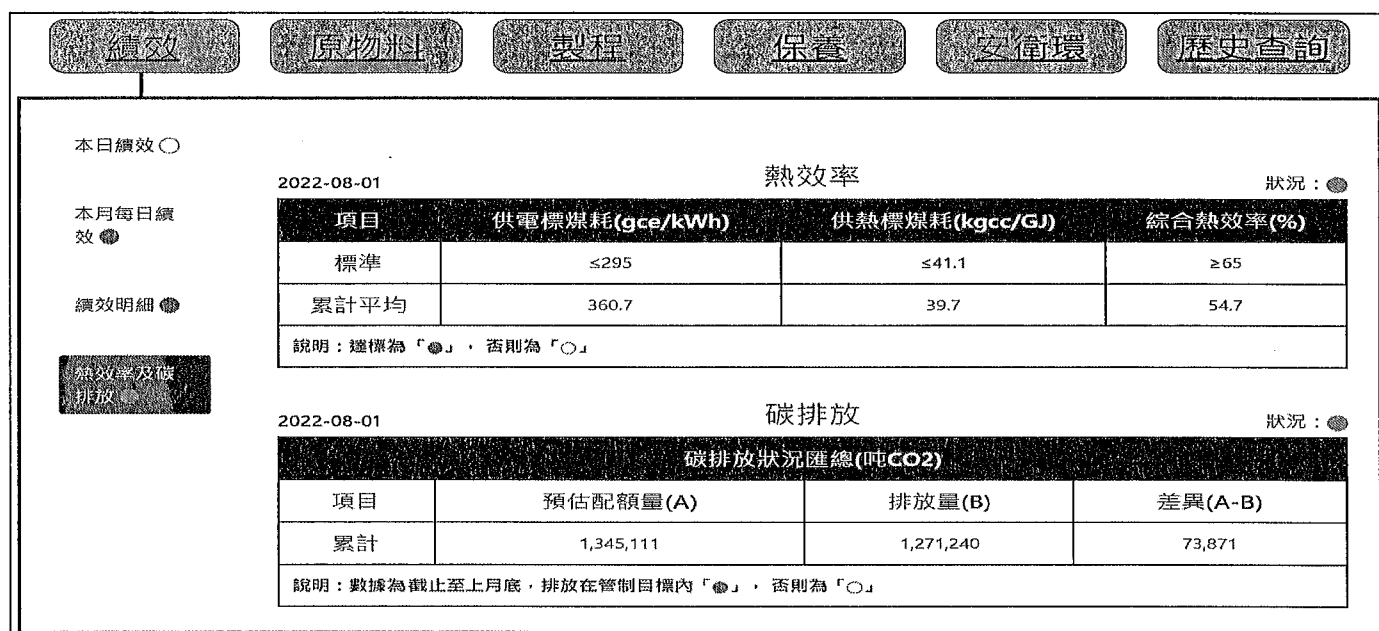 績效 原物料 製程 保養 安衛環 歷史查詢
本日績效○
本月每日績
效●
績效明細●
熱效率及碳
排放●
2022-08-01 熱效率 狀況：●
項目 供電標煤耗(gce/kWh) 供熱標煤耗(kgcc/GJ) 綜合熱效率(%)
標準 ≤295 ≤41.1 ≥65
累計平均 360.7 39.7 54.7
說明：達標為「●」，否則為「○」
2022-08-01 碳排放 狀況：●
碳排放狀況匯總(吨CO2)
項目 預估配額量(A) 排放量(B) 差異(A-B)
累計 1,345,111 1,271,240 73,871
說明：數據為截止至上月底，排放在管制目標內「●」，否則為「○」